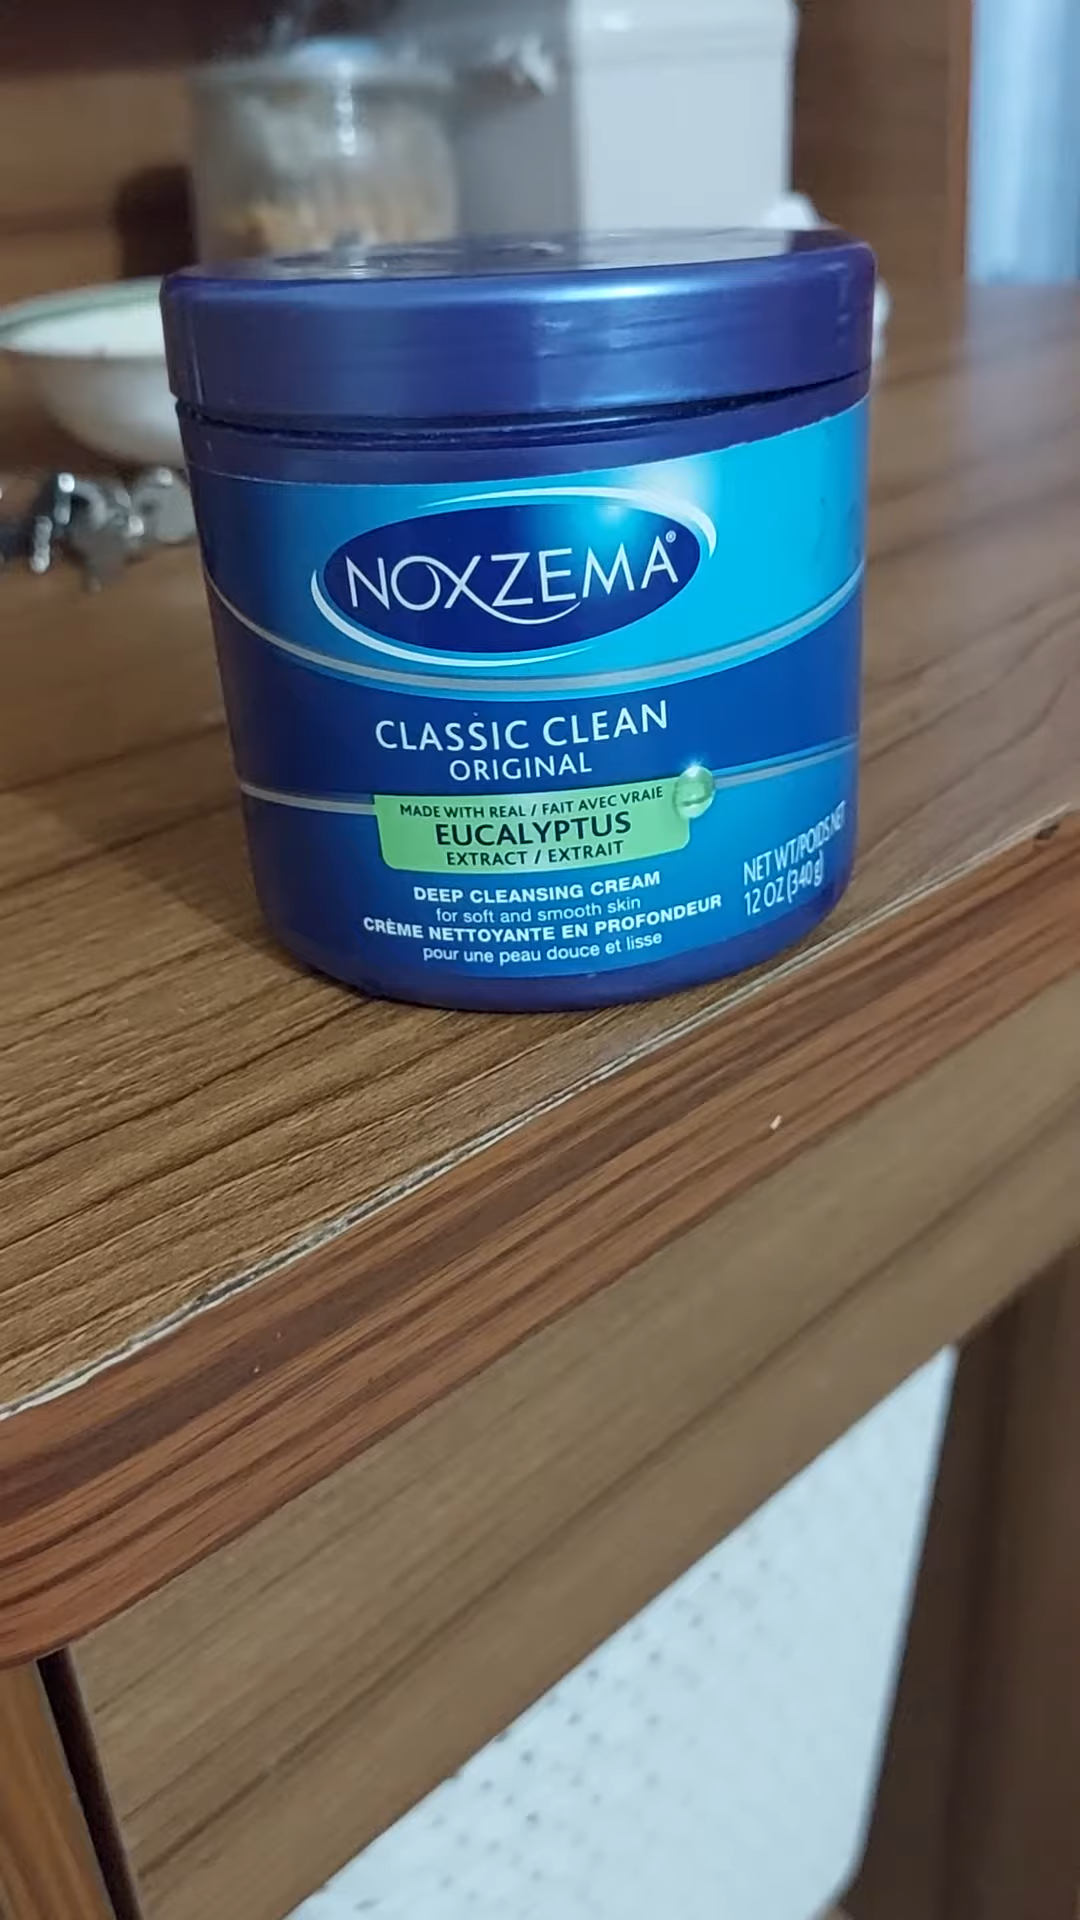 NOXZEMA®
CLASSIC CLEAN
ORIGINAL
MADE WITH REAL / FAIT AVEC VRAIE
EUCALYPTUS
EXTRACT / EXTRAIT
DEEP CLEANSING CREAM
for soft and smooth skin
CRÈME NETTOYANTE EN PROFONDEUR
pour une peau douce et lisse
NET WT/POIDS NET
12 OZ (340 g)